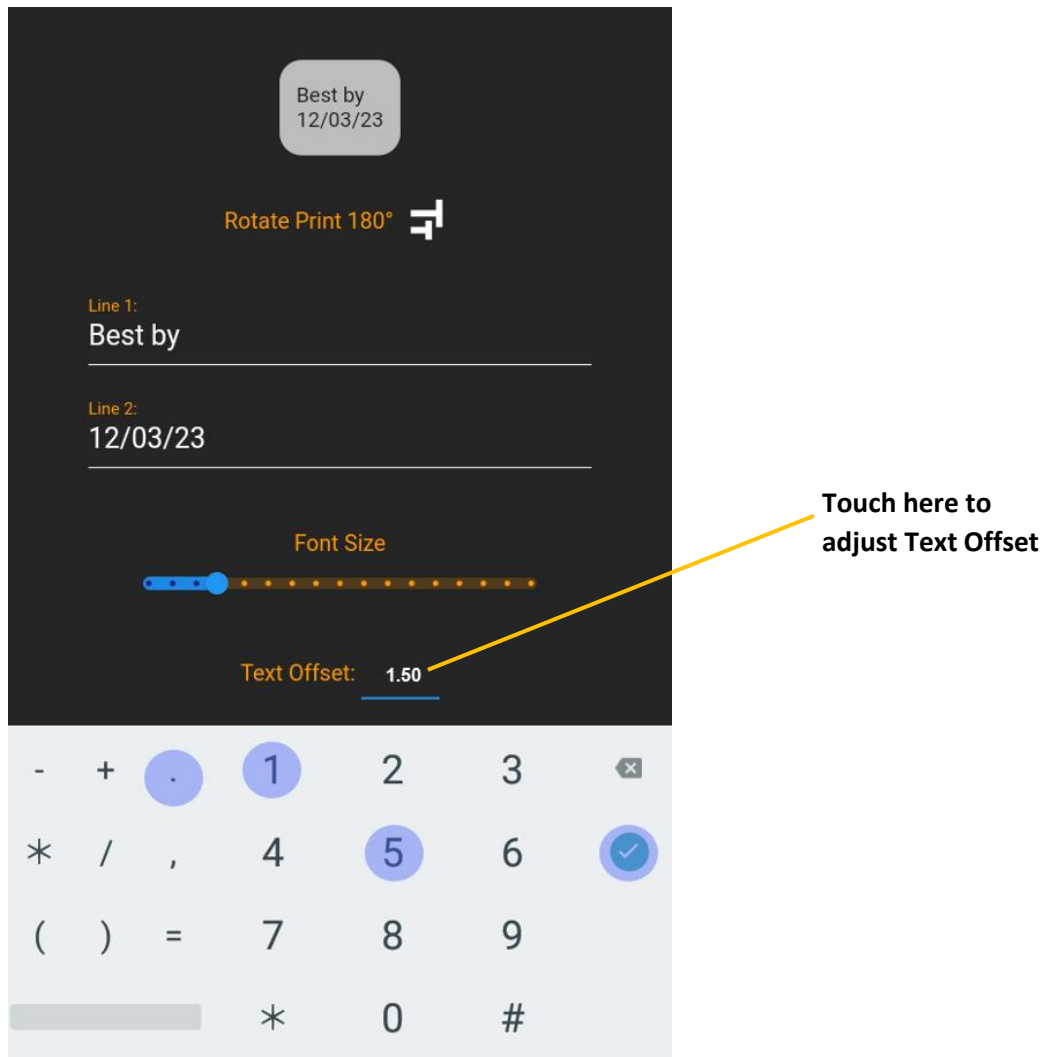 Best by
12/03/23
Rotate Print 180°
Line 1:
Best by
Line 2:
12/03/23
Touch here to
adjust Text Offset
Font Size
Text Offset: 1.50
- + . 1 2 3
* / , 4 5 6
( ) = 7 8 9
* 0 #